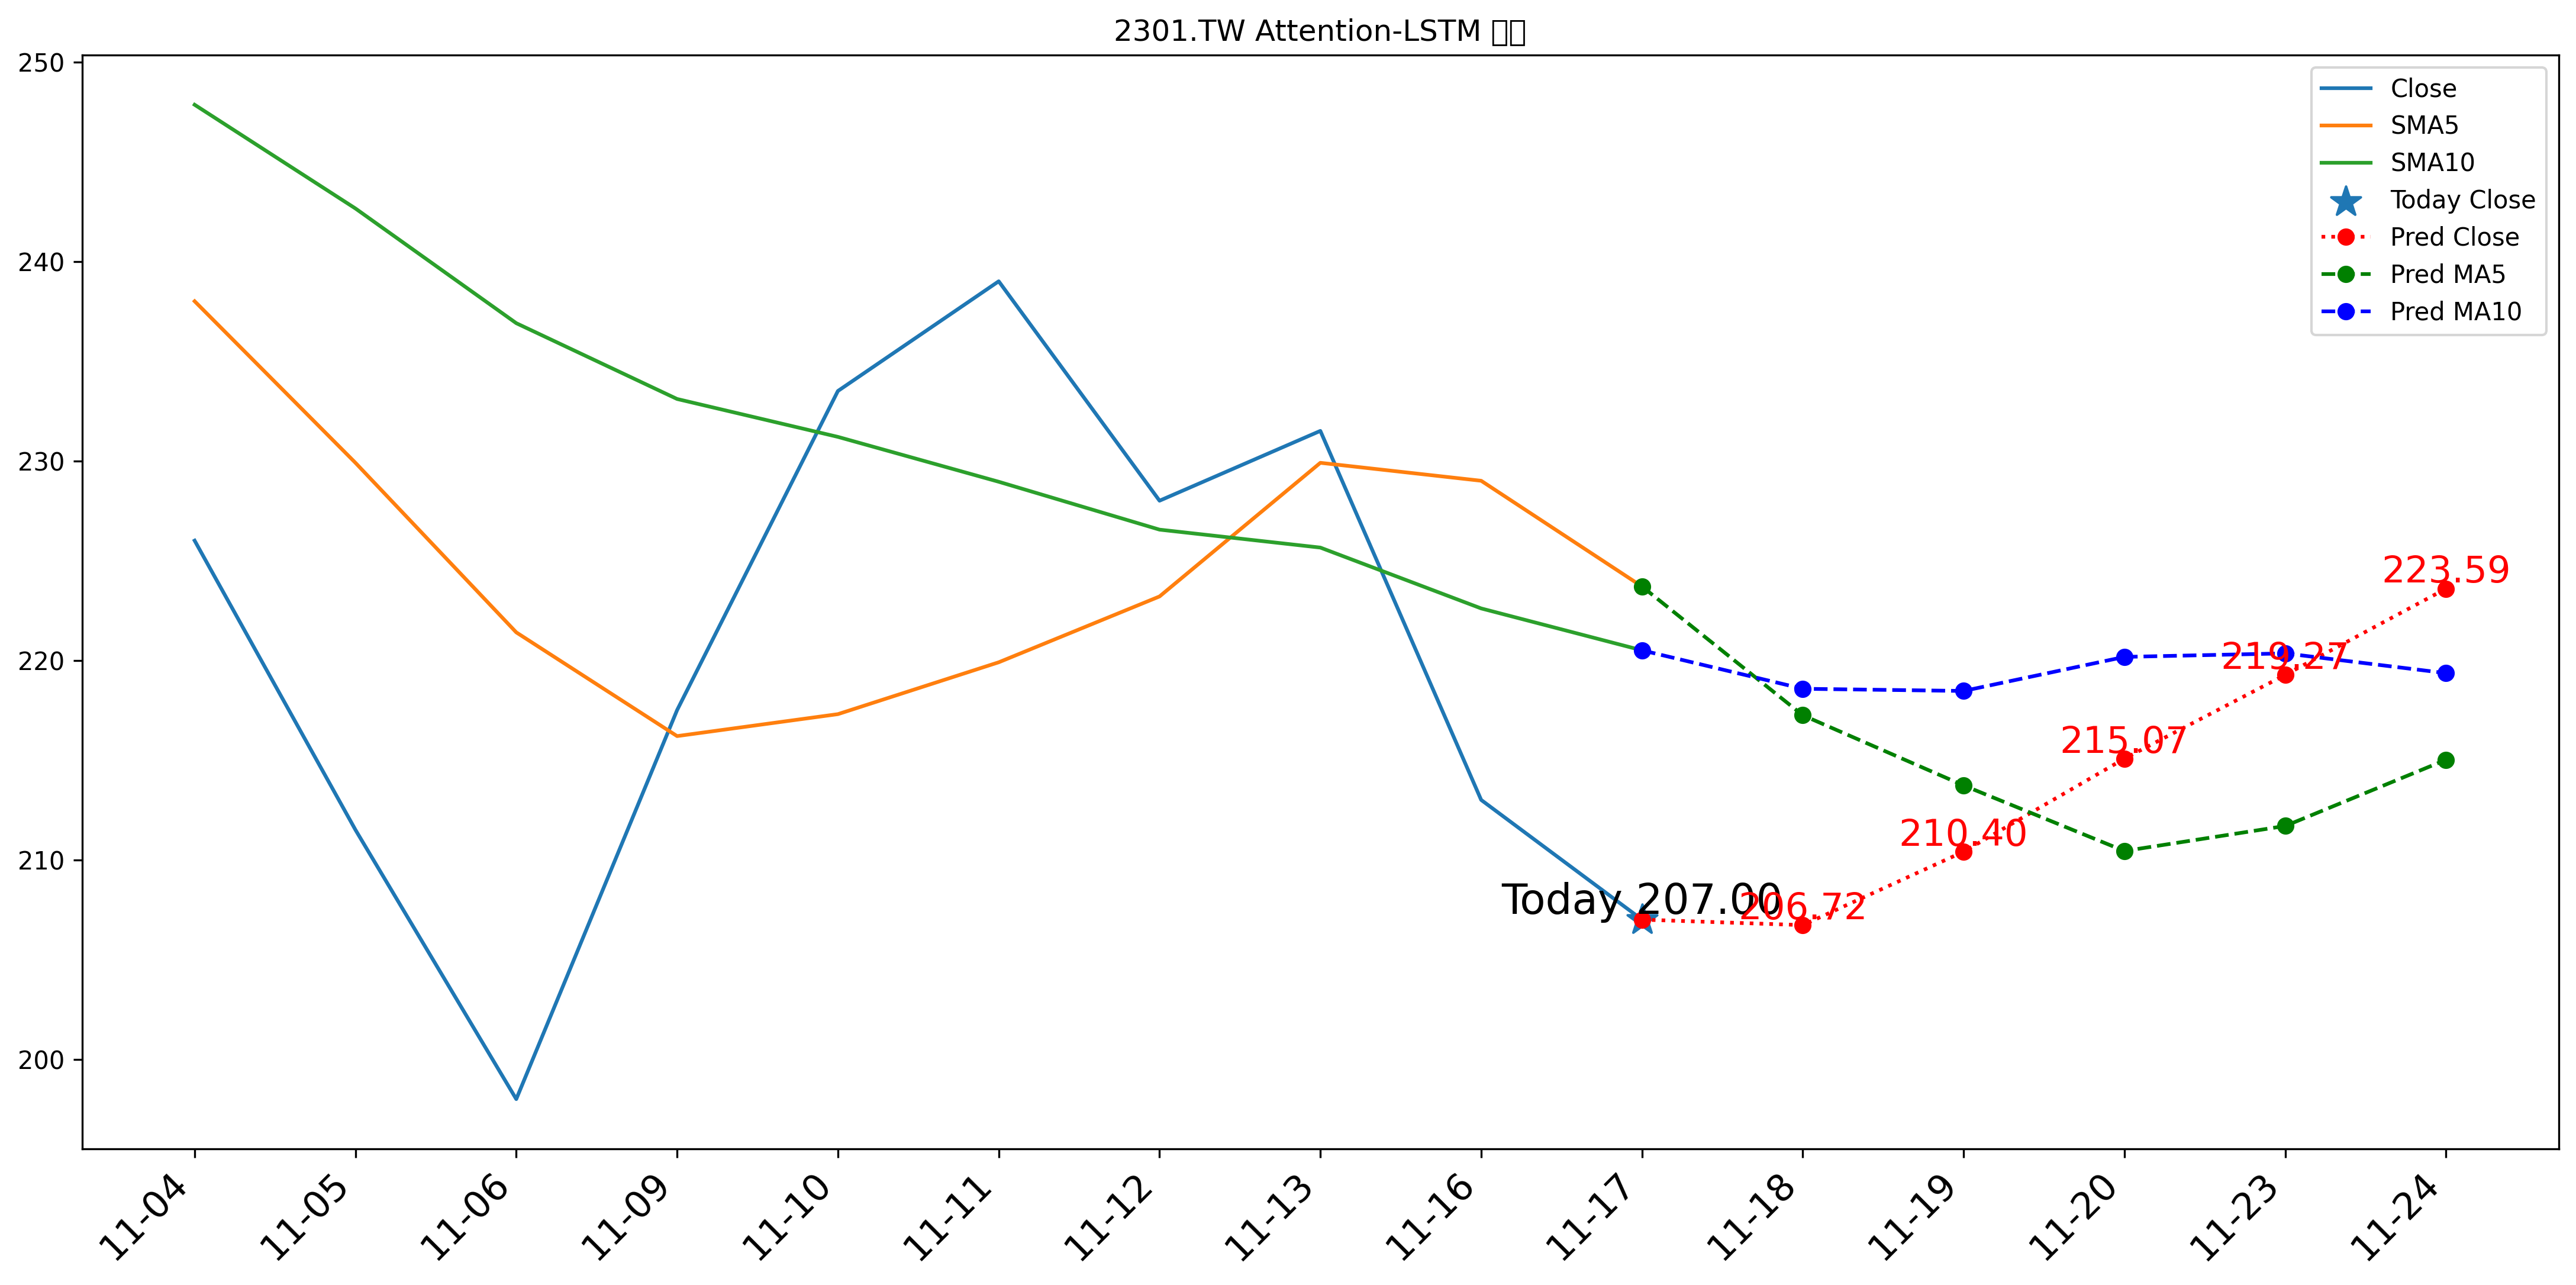 2301.TW Attention-LSTM
250
240
230
220
210
200
Close
SMA5
SMA10
Today Close
Pred Close
Pred MA5
Pred MA10
Today 207.00
206.72
210.40
215.07
219.27
223.59
11-04
11-05
11-06
11-09
11-10
11-11
11-12
11-13
11-16
11-17
11-18
11-19
11-20
11-23
11-24